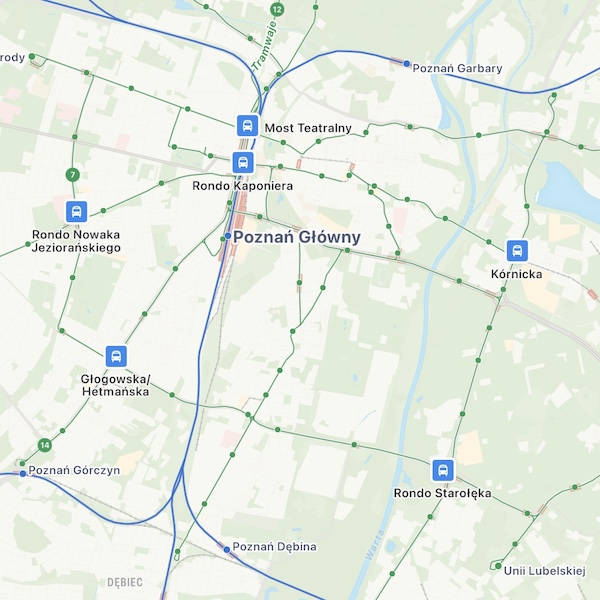 12
Tramwaje
rody
Poznań Garbary
Most Teatralny
7
Rondo Kaponiera
Rondo Nowaka
Jeziorańskiego
Poznań Główny
Kórnicka
Głogowska/
Hetmańska
14
Poznań Górczyn
Rondo Starołęka
Warta
Poznań Dębina
DĘBIEC
Unii Lubelskiej